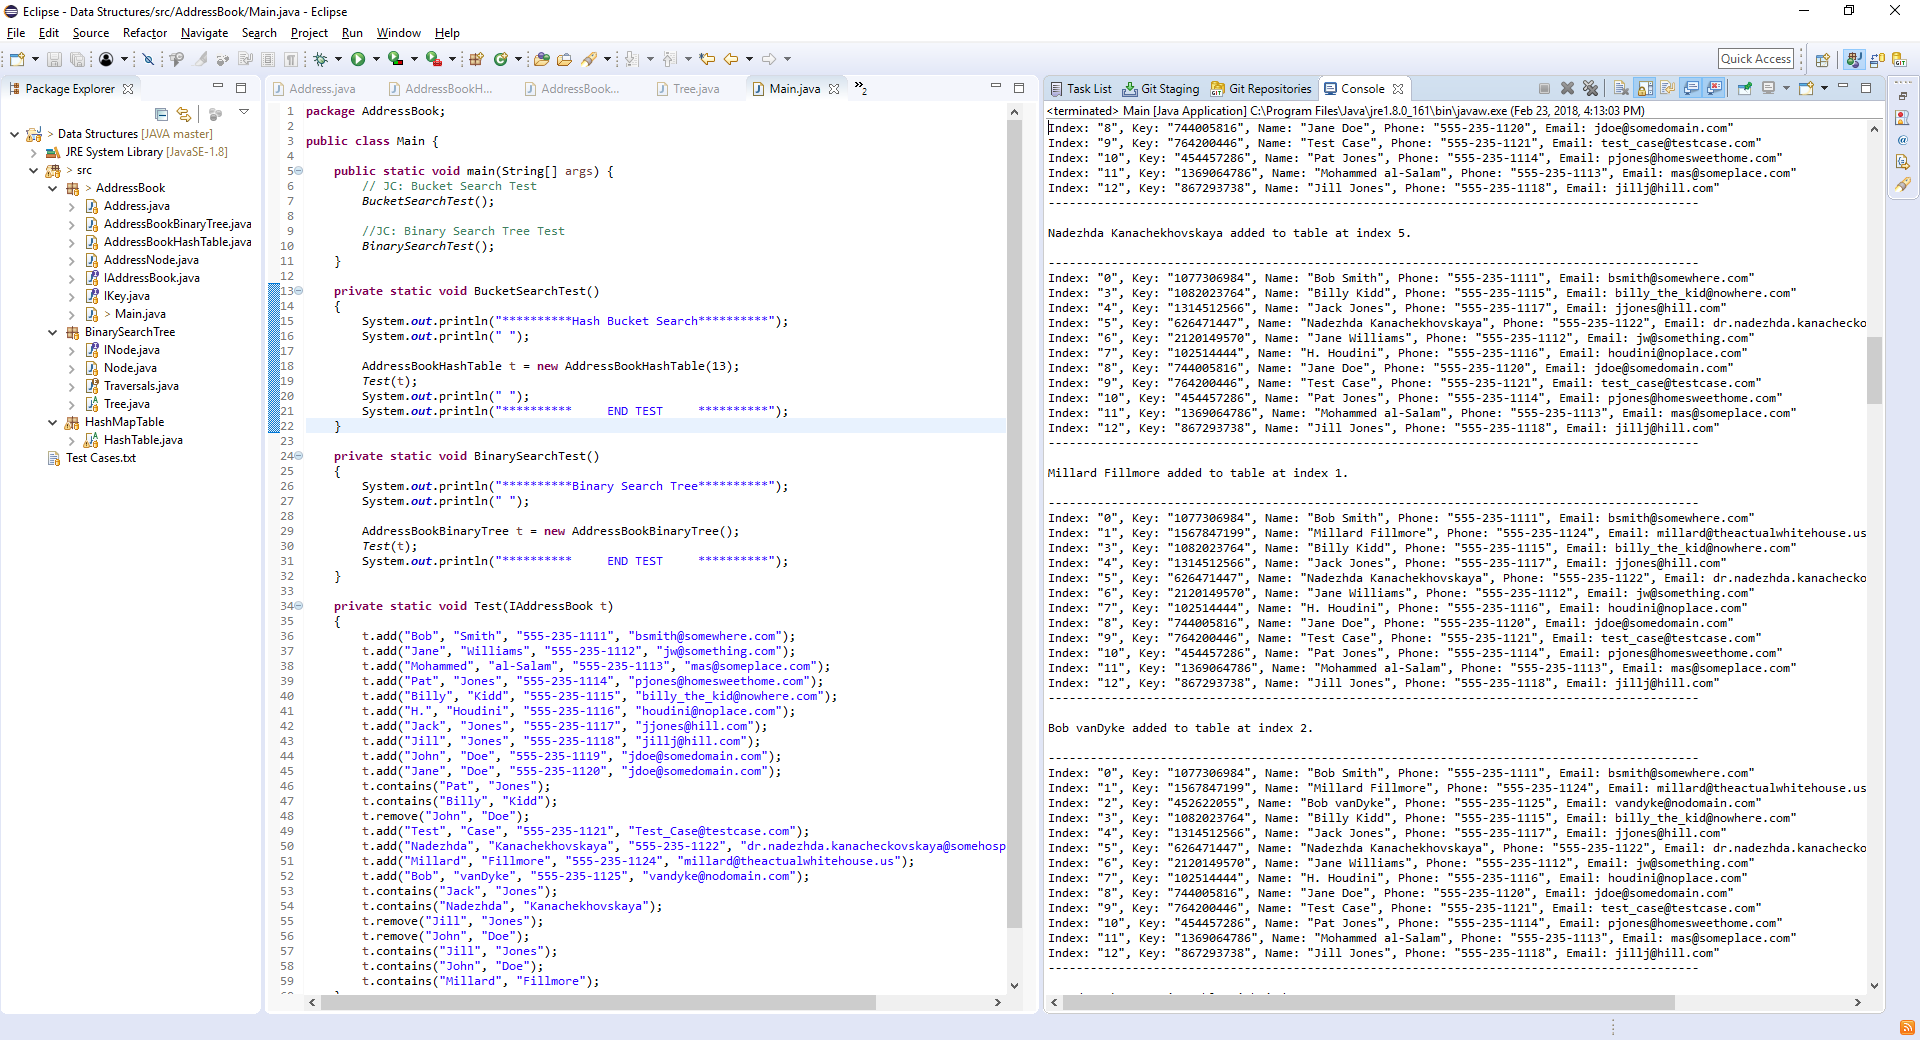 Eclipse - Data Structures/src/AddressBook/Main.java - Eclipse
File Edit Source Refactor Navigate Search Project Run Window Help
Quick Access
Package Explorer
> Data Structures [JAVA master]
JRE System Library [JavaSE-1.8]
> src
> AddressBook
Address.java
AddressBookBinaryTree.java
AddressBookHashTable.java
AddressNode.java
IAddressBook.java
IKey.java
> Main.java
BinarySearchTree
INode.java
Node.java
Traversals.java
Tree.java
HashMapTable
HashTable.java
Test Cases.txt
Address.java AddressBookH... AddressBook... Tree.java Main.java »2
1 package AddressBook;
2
3 public class Main {
4
5 public static void main(String[] args) {
6 // JC: Bucket Search Test
7 BucketSearchTest();
8
9 //JC: Binary Search Tree Test
10 BinarySearchTest();
11 }
12
13 private static void BucketSearchTest()
14 {
15 System.out.println("**********Hash Bucket Search**********");
16 System.out.println(" ");
17
18 AddressBookHashTable t = new AddressBookHashTable(13);
19 Test(t);
20 System.out.println(" ");
21 System.out.println("********** END TEST **********");
22 }
23
24 private static void BinarySearchTest()
25 {
26 System.out.println("**********Binary Search Tree**********");
27 System.out.println(" ");
28
29 AddressBookBinaryTree t = new AddressBookBinaryTree();
30 Test(t);
31 System.out.println("********** END TEST **********");
32 }
33
34 private static void Test(IAddressBook t)
35 {
36 t.add("Bob", "Smith", "555-235-1111", "bsmith@somewhere.com");
37 t.add("Jane", "Williams", "555-235-1112", "jw@something.com");
38 t.add("Mohammed", "al-Salam", "555-235-1113", "mas@someplace.com");
39 t.add("Pat", "Jones", "555-235-1114", "pjones@homesweethome.com");
40 t.add("Billy", "Kidd", "555-235-1115", "billy_the_kid@nowhere.com");
41 t.add("H.", "Houdini", "555-235-1116", "houdini@noplace.com");
42 t.add("Jack", "Jones", "555-235-1117", "jjones@hill.com");
43 t.add("Jill", "Jones", "555-235-1118", "jillj@hill.com");
44 t.add("John", "Doe", "555-235-1119", "jdoe@somedomain.com");
45 t.add("Jane", "Doe", "555-235-1120", "jdoe@somedomain.com");
46 t.contains("Pat", "Jones");
47 t.contains("Billy", "Kidd");
48 t.remove("John", "Doe");
49 t.add("Test", "Case", "555-235-1121", "Test_Case@testcase.com");
50 t.add("Nadezhda", "Kanachekhovskaya", "555-235-1122", "dr.nadezhda.kanacheckovskaya@somehosp
51 t.add("Millard", "Fillmore", "555-235-1124", "millard@theactualwhitehouse.us");
52 t.add("Bob", "vanDyke", "555-235-1125", "vandyke@nodomain.com");
53 t.contains("Jack", "Jones");
54 t.contains("Nadezhda", "Kanachekhovskaya");
55 t.remove("Jill", "Jones");
56 t.remove("John", "Doe");
57 t.contains("Jill", "Jones");
58 t.contains("John", "Doe");
59 t.contains("Millard", "Fillmore");
Task List Git Staging Git Repositories Console
<terminated> Main [Java Application] C:\Program Files\Java\jre1.8.0_161\bin\javaw.exe (Feb 23, 2018, 4:13:03 PM)
Index: "8", Key: "744005816", Name: "Jane Doe", Phone: "555-235-1120", Email: jdoe@somedomain.com"
Index: "9", Key: "764200446", Name: "Test Case", Phone: "555-235-1121", Email: test_case@testcase.com"
Index: "10", Key: "454457286", Name: "Pat Jones", Phone: "555-235-1114", Email: pjones@homesweethome.com"
Index: "11", Key: "1369064786", Name: "Mohammed al-Salam", Phone: "555-235-1113", Email: mas@someplace.com"
Index: "12", Key: "867293738", Name: "Jill Jones", Phone: "555-235-1118", Email: jillj@hill.com"
---------------------------------------------------------------------------------------------
Nadezhda Kanachekhovskaya added to table at index 5.
---------------------------------------------------------------------------------------------
Index: "0", Key: "1077306984", Name: "Bob Smith", Phone: "555-235-1111", Email: bsmith@somewhere.com"
Index: "3", Key: "1082023764", Name: "Billy Kidd", Phone: "555-235-1115", Email: billy_the_kid@nowhere.com"
Index: "4", Key: "1314512566", Name: "Jack Jones", Phone: "555-235-1117", Email: jjones@hill.com"
Index: "5", Key: "626471447", Name: "Nadezhda Kanachekhovskaya", Phone: "555-235-1122", Email: dr.nadezhda.kanachecko
Index: "6", Key: "2120149570", Name: "Jane Williams", Phone: "555-235-1112", Email: jw@something.com"
Index: "7", Key: "102514444", Name: "H. Houdini", Phone: "555-235-1116", Email: houdini@noplace.com"
Index: "8", Key: "744005816", Name: "Jane Doe", Phone: "555-235-1120", Email: jdoe@somedomain.com"
Index: "9", Key: "764200446", Name: "Test Case", Phone: "555-235-1121", Email: test_case@testcase.com"
Index: "10", Key: "454457286", Name: "Pat Jones", Phone: "555-235-1114", Email: pjones@homesweethome.com"
Index: "11", Key: "1369064786", Name: "Mohammed al-Salam", Phone: "555-235-1113", Email: mas@someplace.com"
Index: "12", Key: "867293738", Name: "Jill Jones", Phone: "555-235-1118", Email: jillj@hill.com"
---------------------------------------------------------------------------------------------
Millard Fillmore added to table at index 1.
---------------------------------------------------------------------------------------------
Index: "0", Key: "1077306984", Name: "Bob Smith", Phone: "555-235-1111", Email: bsmith@somewhere.com"
Index: "1", Key: "1567847199", Name: "Millard Fillmore", Phone: "555-235-1124", Email: millard@theactualwhitehouse.us
Index: "3", Key: "1082023764", Name: "Billy Kidd", Phone: "555-235-1115", Email: billy_the_kid@nowhere.com"
Index: "4", Key: "1314512566", Name: "Jack Jones", Phone: "555-235-1117", Email: jjones@hill.com"
Index: "5", Key: "626471447", Name: "Nadezhda Kanachekhovskaya", Phone: "555-235-1122", Email: dr.nadezhda.kanachecko
Index: "6", Key: "2120149570", Name: "Jane Williams", Phone: "555-235-1112", Email: jw@something.com"
Index: "7", Key: "102514444", Name: "H. Houdini", Phone: "555-235-1116", Email: houdini@noplace.com"
Index: "8", Key: "744005816", Name: "Jane Doe", Phone: "555-235-1120", Email: jdoe@somedomain.com"
Index: "9", Key: "764200446", Name: "Test Case", Phone: "555-235-1121", Email: test_case@testcase.com"
Index: "10", Key: "454457286", Name: "Pat Jones", Phone: "555-235-1114", Email: pjones@homesweethome.com"
Index: "11", Key: "1369064786", Name: "Mohammed al-Salam", Phone: "555-235-1113", Email: mas@someplace.com"
Index: "12", Key: "867293738", Name: "Jill Jones", Phone: "555-235-1118", Email: jillj@hill.com"
---------------------------------------------------------------------------------------------
Bob vanDyke added to table at index 2.
---------------------------------------------------------------------------------------------
Index: "0", Key: "1077306984", Name: "Bob Smith", Phone: "555-235-1111", Email: bsmith@somewhere.com"
Index: "1", Key: "1567847199", Name: "Millard Fillmore", Phone: "555-235-1124", Email: millard@theactualwhitehouse.us
Index: "2", Key: "452622055", Name: "Bob vanDyke", Phone: "555-235-1125", Email: vandyke@nodomain.com"
Index: "3", Key: "1082023764", Name: "Billy Kidd", Phone: "555-235-1115", Email: billy_the_kid@nowhere.com"
Index: "4", Key: "1314512566", Name: "Jack Jones", Phone: "555-235-1117", Email: jjones@hill.com"
Index: "5", Key: "626471447", Name: "Nadezhda Kanachekhovskaya", Phone: "555-235-1122", Email: dr.nadezhda.kanachecko
Index: "6", Key: "2120149570", Name: "Jane Williams", Phone: "555-235-1112", Email: jw@something.com"
Index: "7", Key: "102514444", Name: "H. Houdini", Phone: "555-235-1116", Email: houdini@noplace.com"
Index: "8", Key: "744005816", Name: "Jane Doe", Phone: "555-235-1120", Email: jdoe@somedomain.com"
Index: "9", Key: "764200446", Name: "Test Case", Phone: "555-235-1121", Email: test_case@testcase.com"
Index: "10", Key: "454457286", Name: "Pat Jones", Phone: "555-235-1114", Email: pjones@homesweethome.com"
Index: "11", Key: "1369064786", Name: "Mohammed al-Salam", Phone: "555-235-1113", Email: mas@someplace.com"
Index: "12", Key: "867293738", Name: "Jill Jones", Phone: "555-235-1118", Email: jillj@hill.com"
---------------------------------------------------------------------------------------------